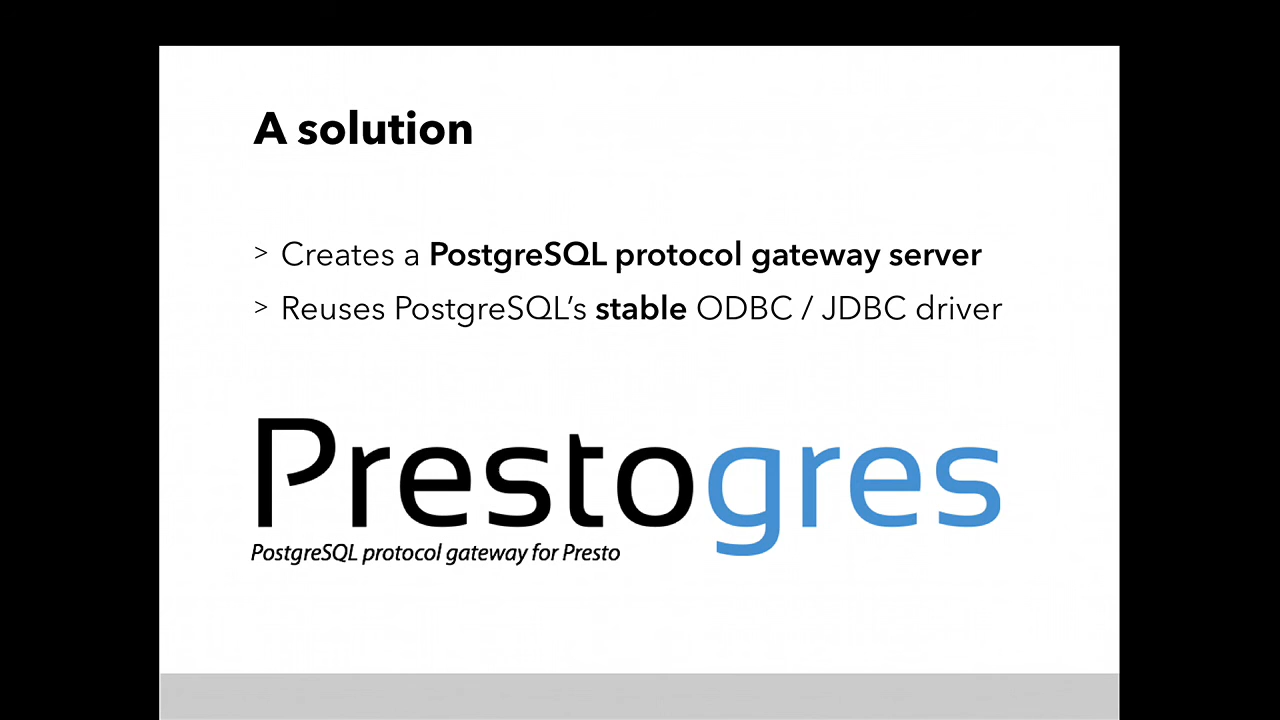 A solution
> Creates a PostgreSQL protocol gateway server
> Reuses PostgreSQL’s stable ODBC / JDBC driver
Prestogres
PostgreSQL protocol gateway for Presto